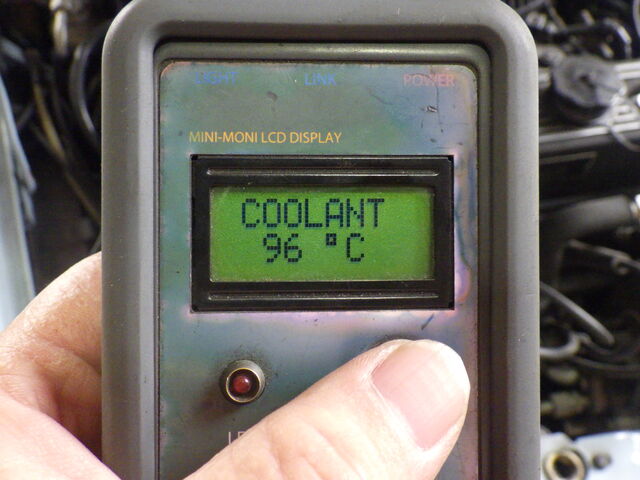 LIGHT LINK POWER
MINI-MONI LCD DISPLAY
COOLANT
96 °C